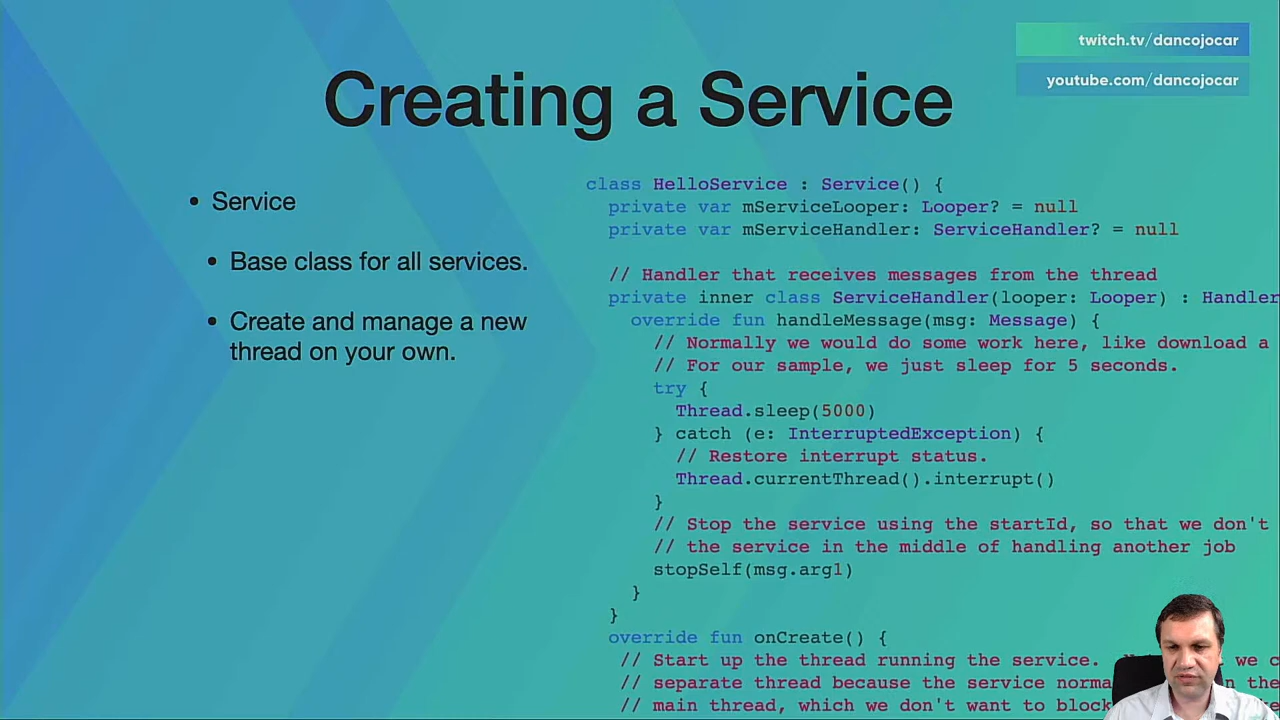 twitch.tv/dancojocar
youtube.com/dancojocar
Creating a Service
• Service
• Base class for all services.
• Create and manage a new
thread on your own.
class HelloService : Service() {
private var mServiceLooper: Looper? = null
private var mServiceHandler: ServiceHandler? = null
// Handler that receives messages from the thread
private inner class ServiceHandler(looper: Looper) : Handler
override fun handleMessage(msg: Message) {
// Normally we would do some work here, like download a
// For our sample, we just sleep for 5 seconds.
try {
Thread.sleep(5000)
} catch (e: InterruptedException) {
// Restore interrupt status.
Thread.currentThread().interrupt()
}
// Stop the service using the startId, so that we don't
// the service in the middle of handling another job
stopSelf(msg.arg1)
}
}
override fun onCreate() {
// Start up the thread running the service. we
// separate thread because the service the
// main thread, which we don't want to block